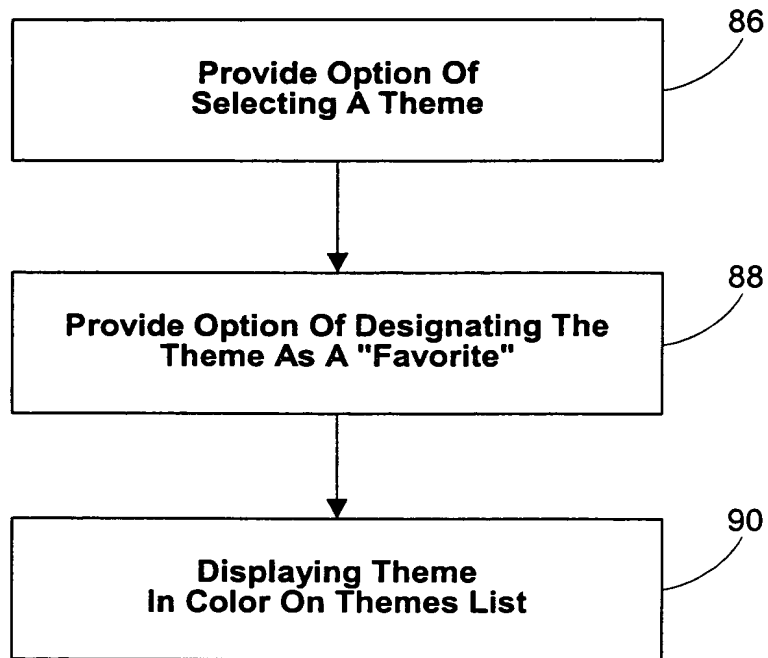 86
Provide Option Of
Selecting A Theme
88
Provide Option Of Designating The
Theme As A "Favorite"
90
Displaying Theme
In Color On Themes List